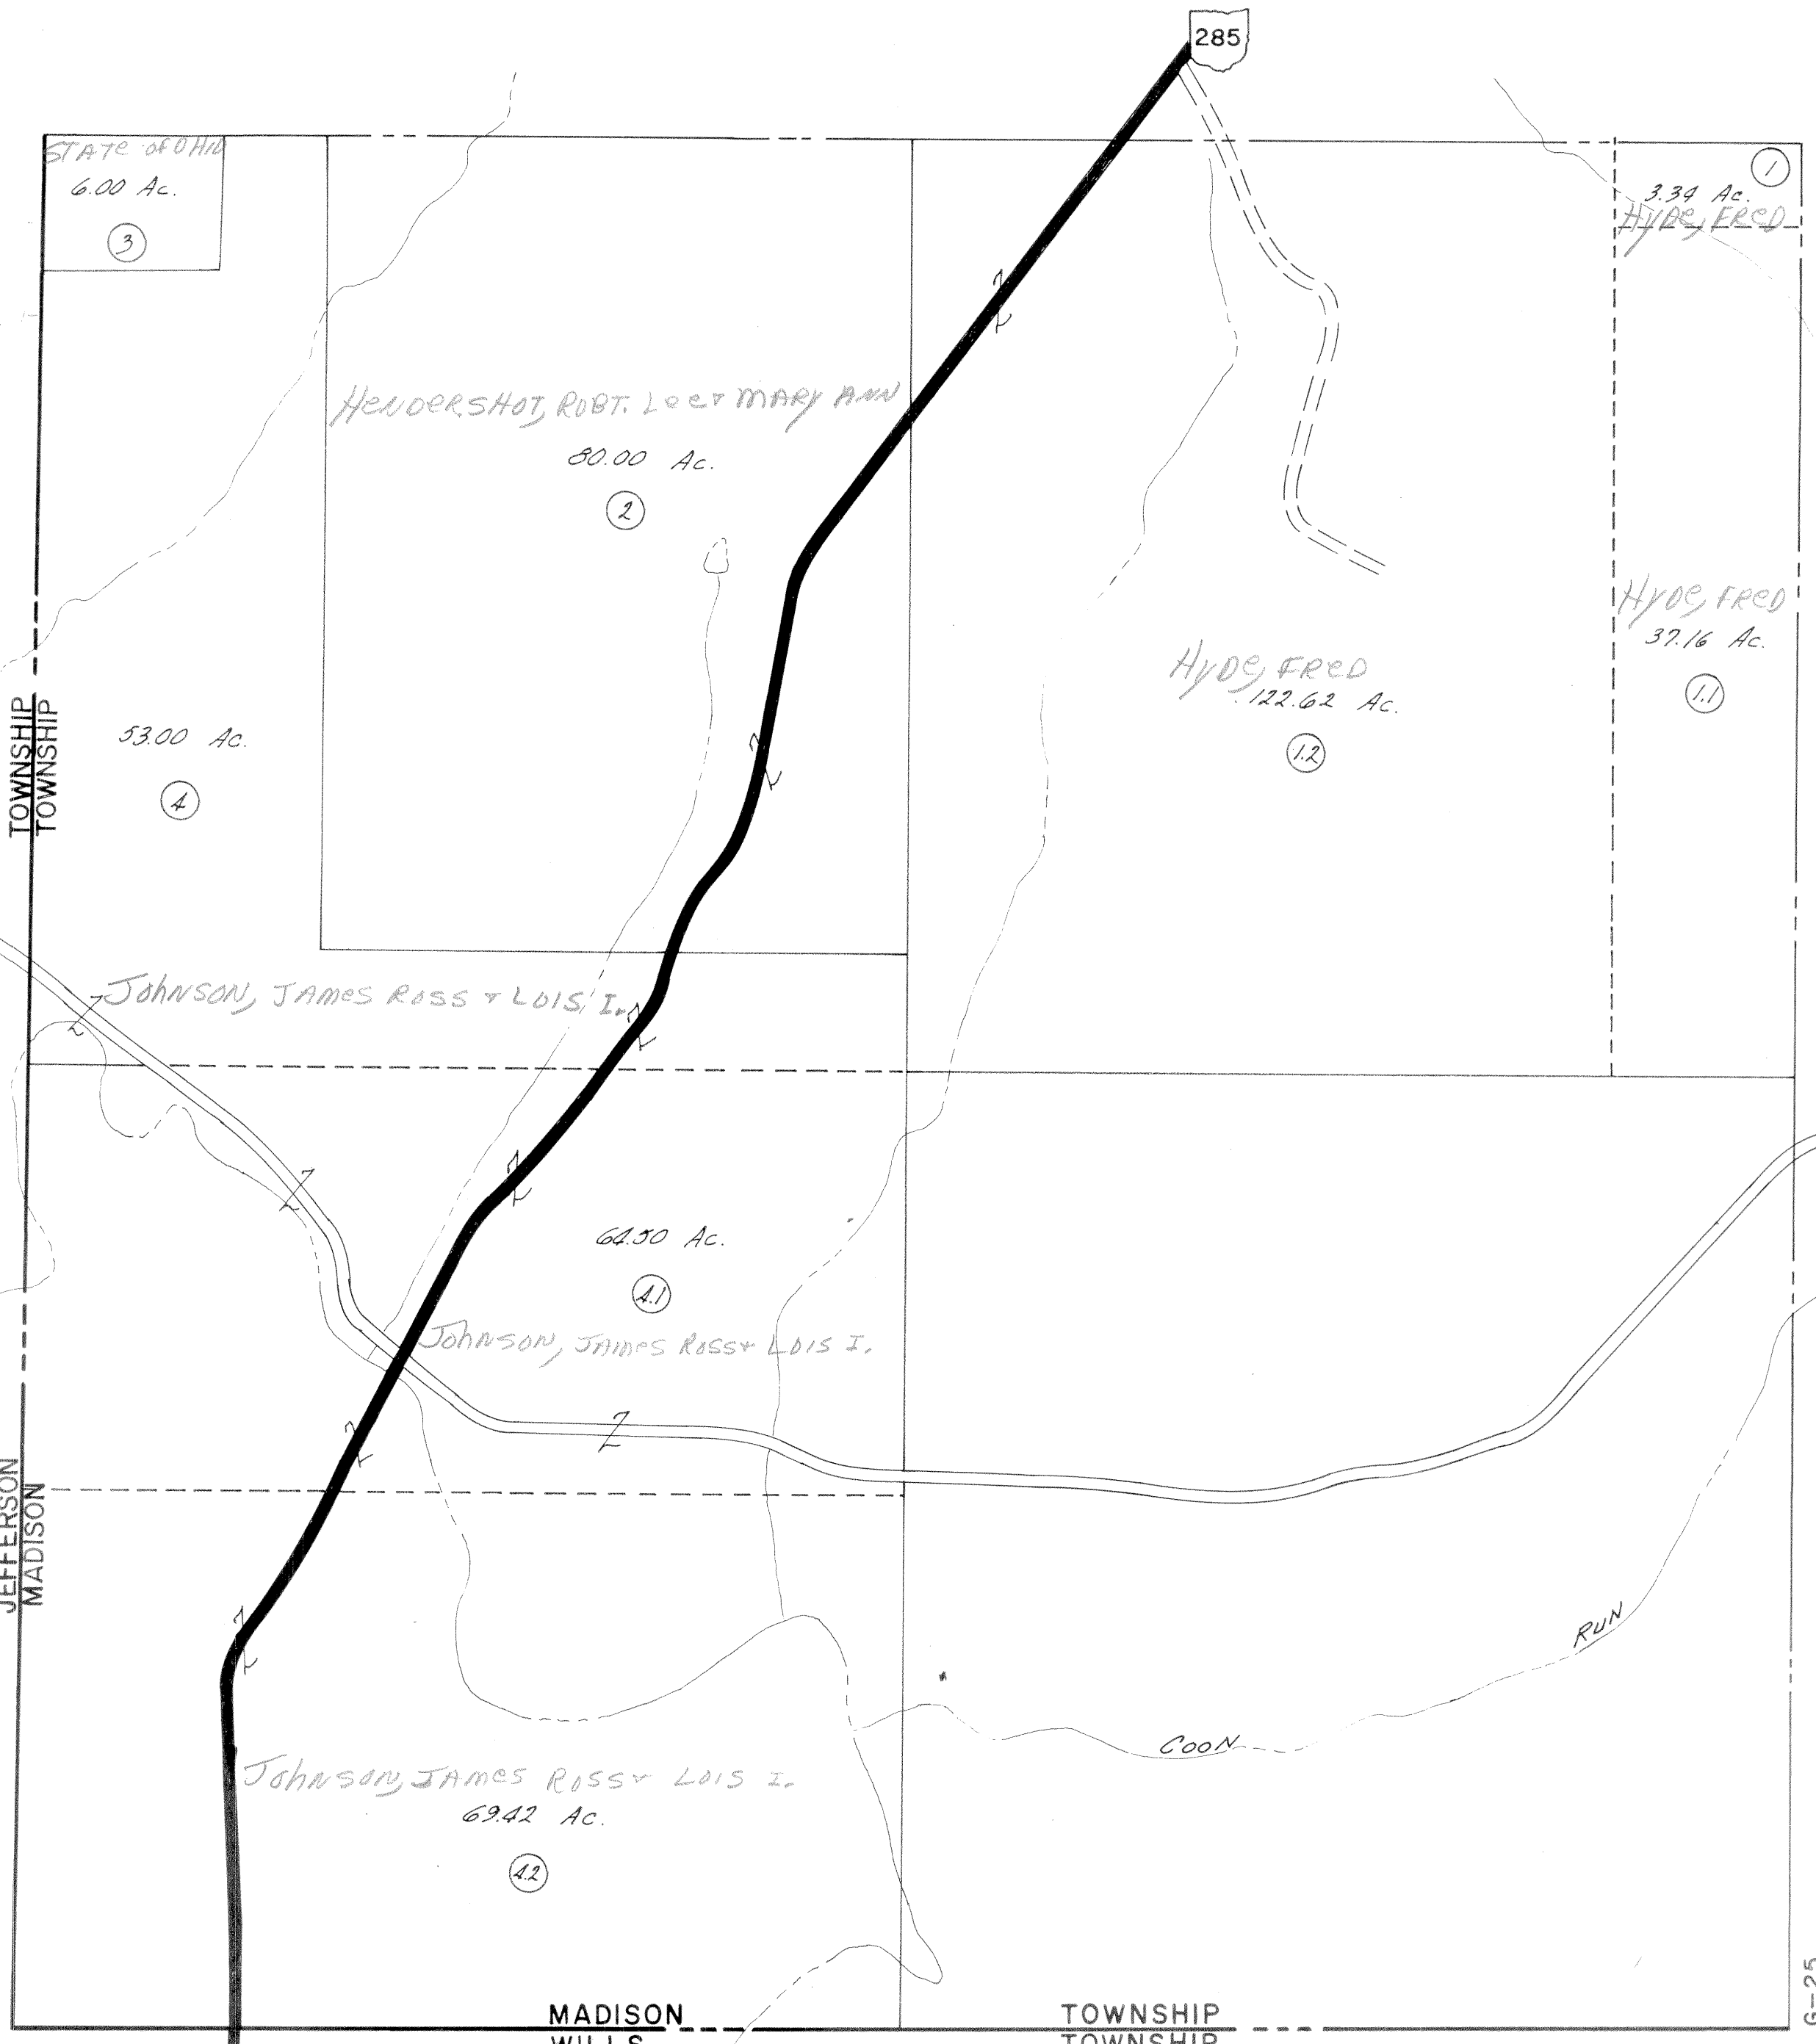 285
STATE OF OHIO
6.00 Ac.
3
1
3.34 Ac.
HYDE, FRED
HENDERSHOT, ROBT. LEE & MARY ANN
80.00 Ac.
2
HYDE, FRED
37.16 Ac.
1.1
HYDE, FRED
122.62 Ac.
1.2
TOWNSHIP
TOWNSHIP
53.00 Ac.
4
JOHNSON, JAMES ROSS & LOIS I.
64.50 Ac.
4.1
JOHNSON, JAMES ROSS & LOIS I.
JEFFERSON
MADISON
RUN
COON
JOHNSON, JAMES ROSS & LOIS I.
69.42 Ac.
4.2
MADISON TOWNSHIP
WILLS TOWNSHIP
G-25